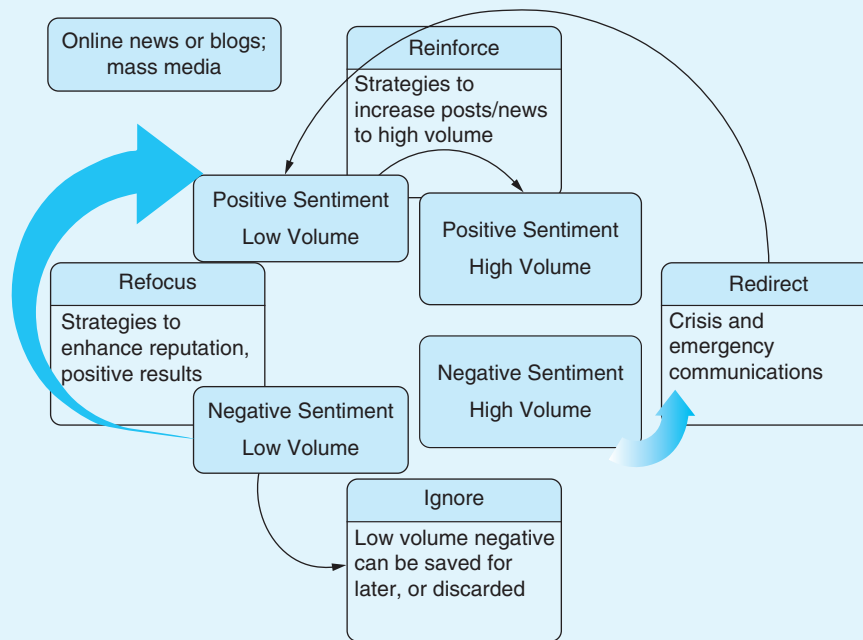 Online news or blogs;
mass media
Reinforce
Strategies to
increase posts/news
to high volume
Positive Sentiment
Low Volume
Positive Sentiment
High Volume
Refocus
Strategies to
enhance reputation,
positive results
Redirect
Crisis and
emergency
communications
Negative Sentiment
High Volume
Negative Sentiment
Low Volume
Ignore
Low volume negative
can be saved for
later, or discarded